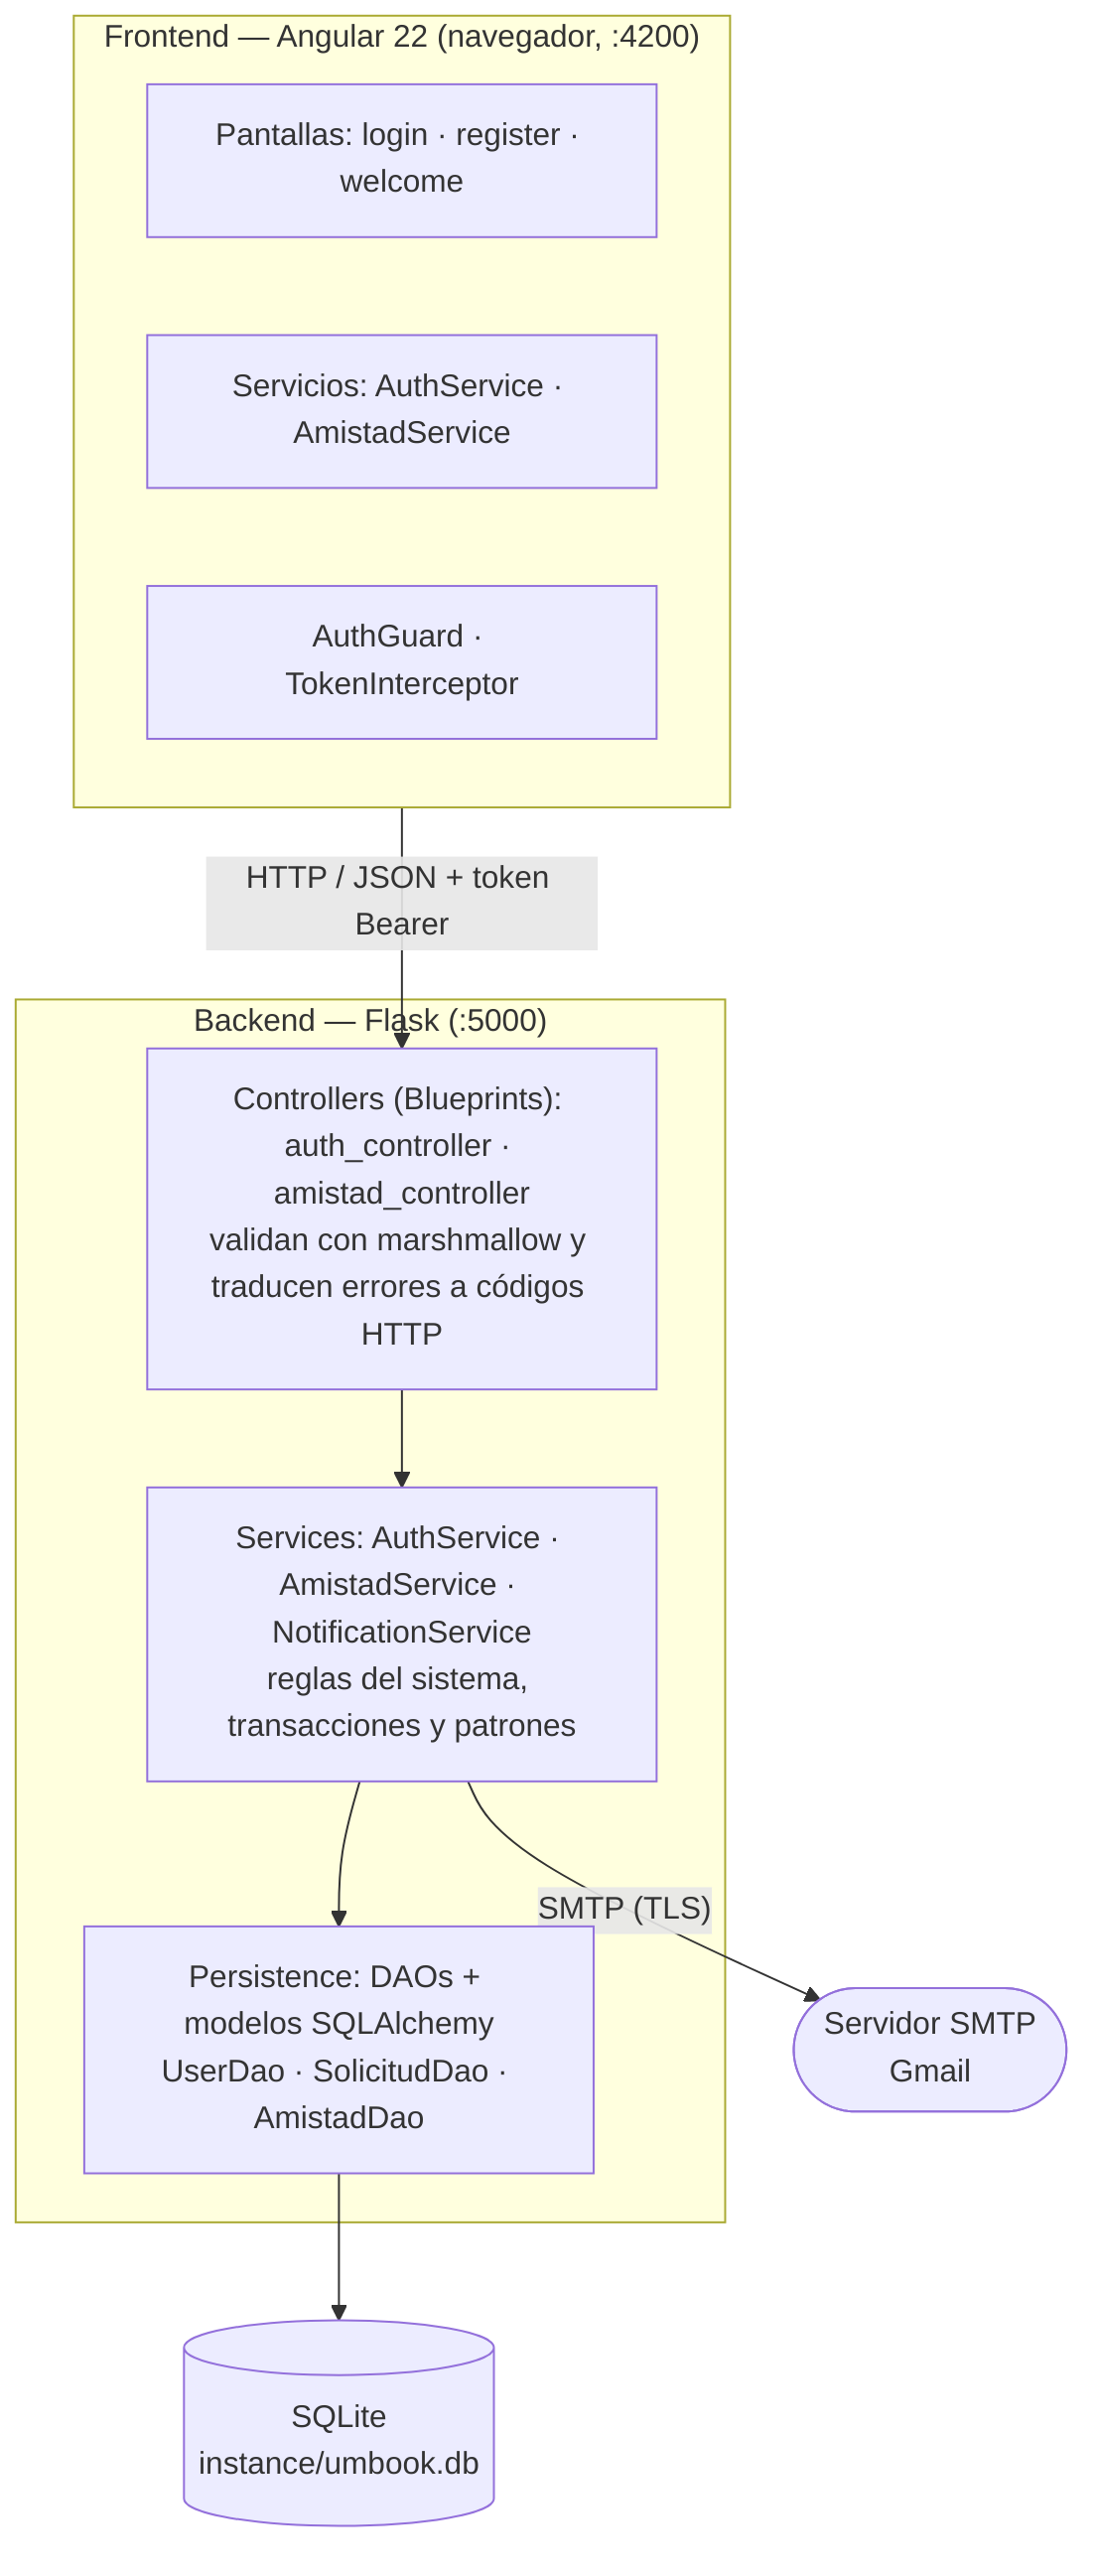 Frontend — Angular 22 (navegador, :4200)
Pantallas: login · register ·
welcome
Servicios: AuthService ·
AmistadService
AuthGuard ·
TokenInterceptor
HTTP / JSON + token
Bearer
Backend — Flask (:5000)
Controllers (Blueprints):
auth_controller ·
amistad_controller
validan con marshmallow y
traducen errores a códigos
HTTP
Services: AuthService ·
AmistadService ·
NotificationService
reglas del sistema,
transacciones y patrones
SMTP (TLS)
Persistence: DAOs +
modelos SQLAlchemy
UserDao · SolicitudDao ·
AmistadDao
Servidor SMTP
Gmail
SQLite
instance/umbook.db